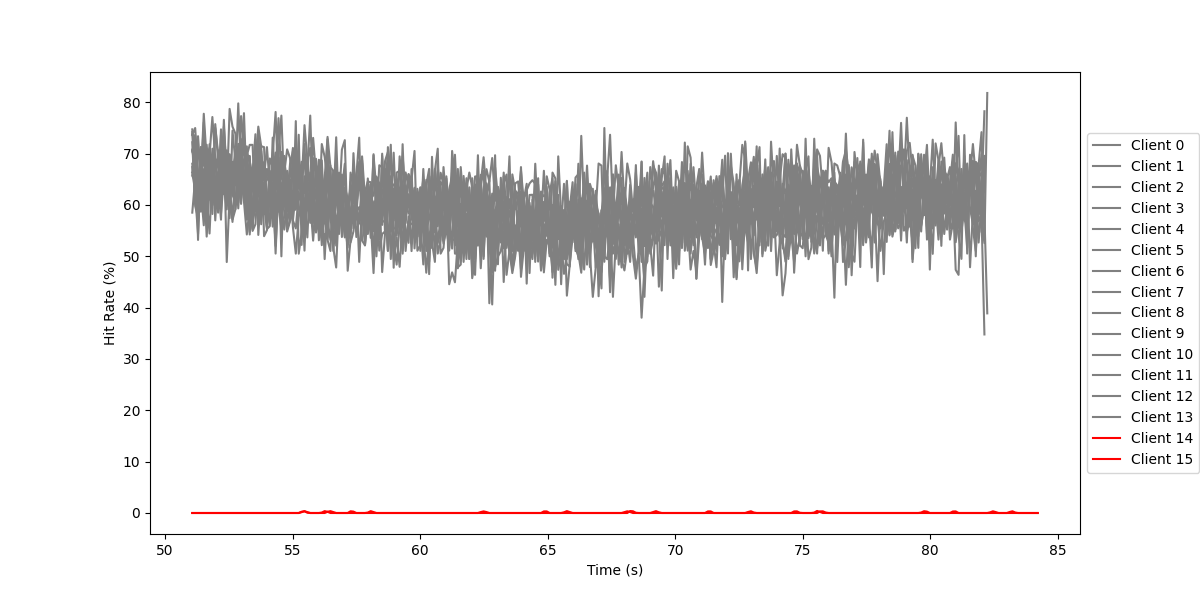 80
70
60
50
40
30
20
10
0
Hit Rate (%)
50 55 60 65 70 75 80 85
Time (s)
Client 0
Client 1
Client 2
Client 3
Client 4
Client 5
Client 6
Client 7
Client 8
Client 9
Client 10
Client 11
Client 12
Client 13
Client 14
Client 15